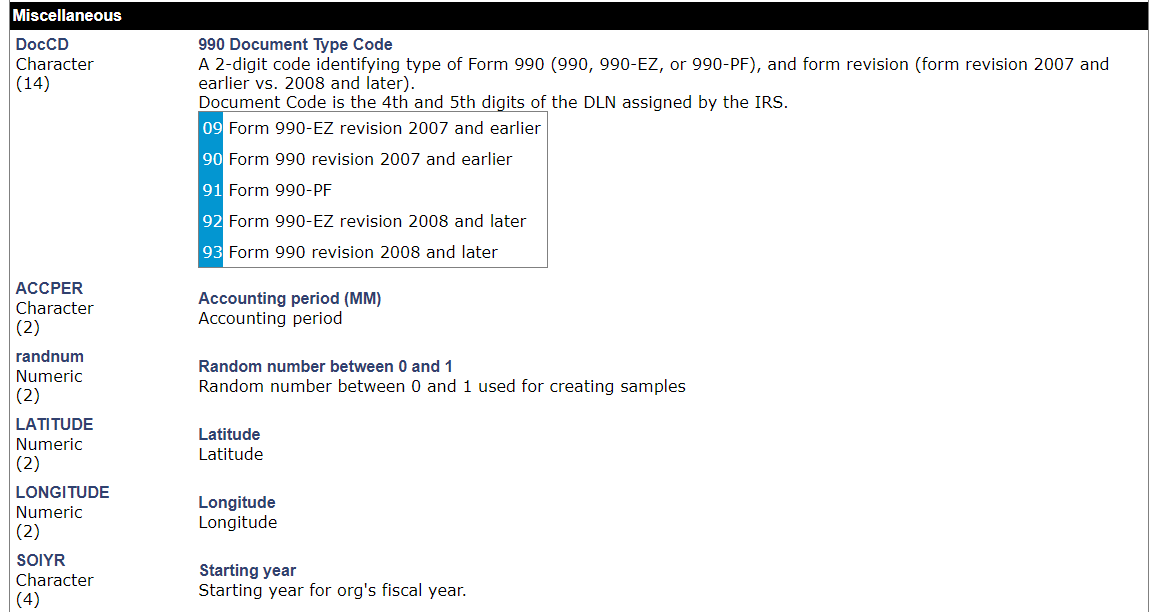 Miscellaneous
DocCD
Character
(14)
990 Document Type Code
A 2-digit code identifying type of Form 990 (990, 990-EZ, or 990-PF), and form revision (form revision 2007 and
earlier vs. 2008 and later).
Document Code is the 4th and 5th digits of the DLN assigned by the IRS.
09 Form 990-EZ revision 2007 and earlier
90 Form 990 revision 2007 and earlier
91 Form 990-PF
92 Form 990-EZ revision 2008 and later
93 Form 990 revision 2008 and later
ACCPER
Character
(2)
Accounting period (MM)
Accounting period
randnum
Numeric
(2)
Random number between 0 and 1
Random number between 0 and 1 used for creating samples
LATITUDE
Numeric
(2)
Latitude
Latitude
LONGITUDE
Numeric
(2)
Longitude
Longitude
SOIYR
Character
(4)
Starting year
Starting year for org's fiscal year.